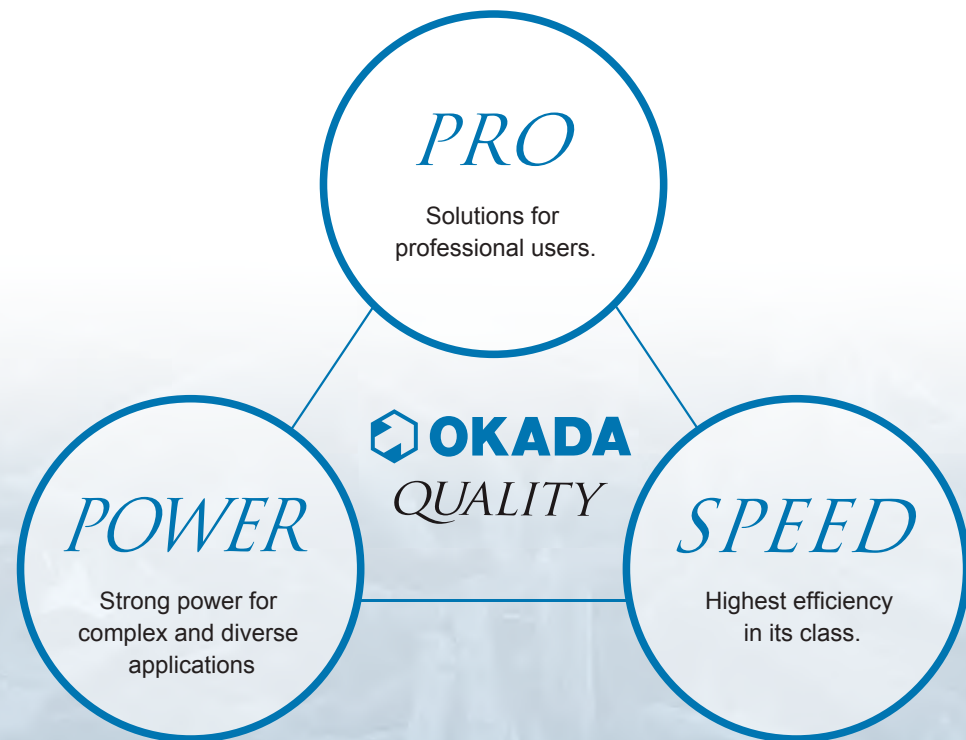 PRO
Solutions for
professional users.
OKADA
QUALITY
POWER
Strong power for
complex and diverse
applications
SPEED
Highest efficiency
in its class.